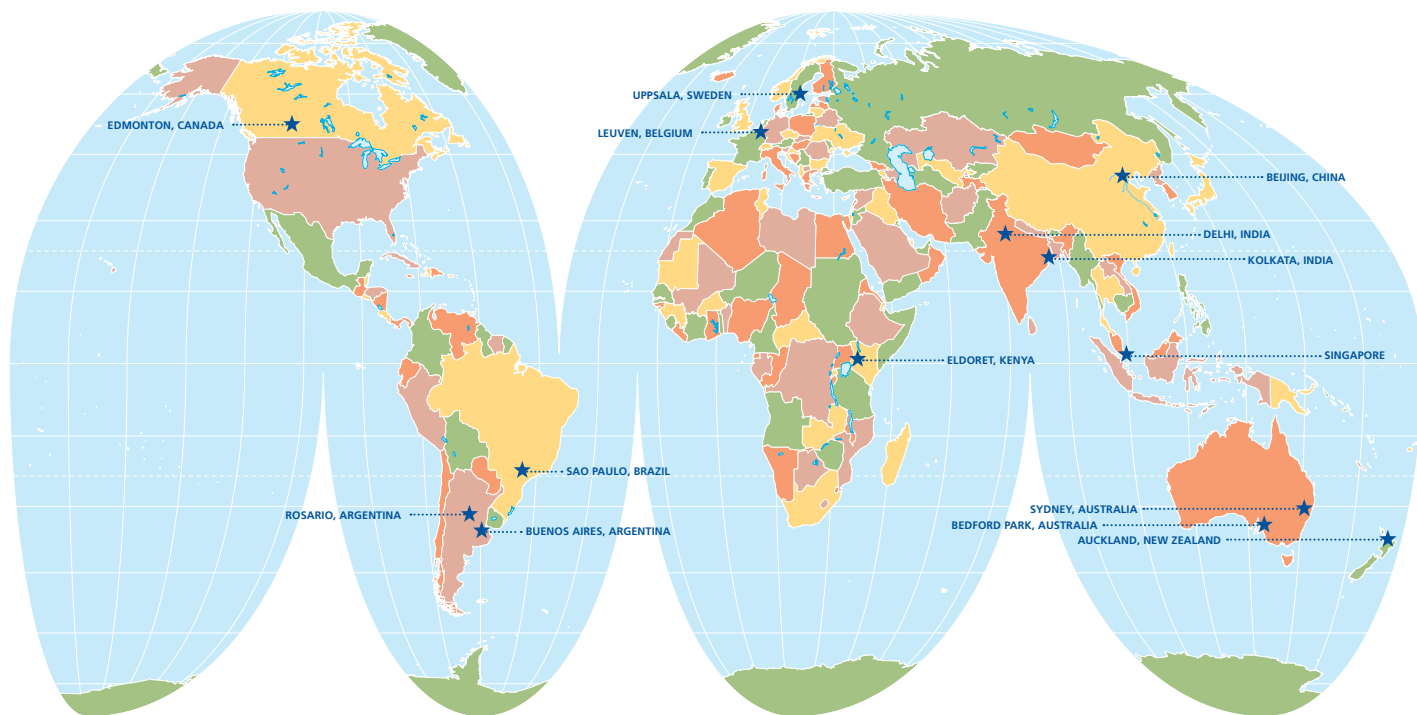 UPPSALA, SWEDEN
EDMONTON, CANADA
LEUVEN, BELGIUM
BEIJING, CHINA
DELHI, INDIA
KOLKATA, INDIA
SINGAPORE
ELDORET, KENYA
SAO PAULO, BRAZIL
SYDNEY, AUSTRALIA
ROSARIO, ARGENTINA
BEDFORD PARK, AUSTRALIA
BUENOS AIRES, ARGENTINA
AUCKLAND, NEW ZEALAND